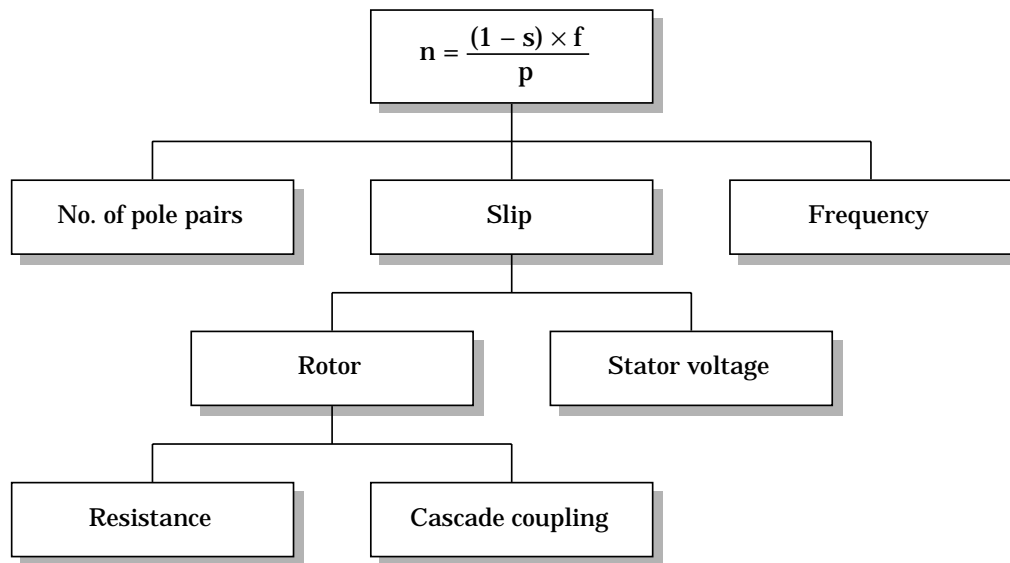 n = (1 – s) × f / p
No. of pole pairs
Slip
Frequency
Rotor
Stator voltage
Resistance
Cascade coupling